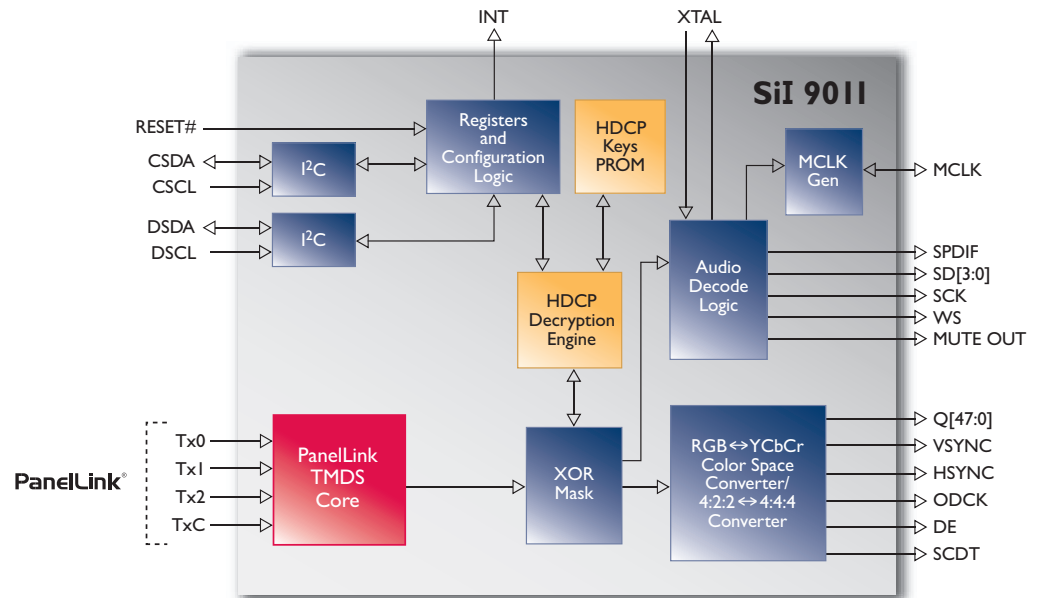 INT
XTAL
SiI 9011
RESET#
CSDA
CSCL
DSDA
DSCL
I²C
I²C
Registers
and
Configuration
Logic
HDCP
Keys
PROM
MCLK
Gen
MCLK
HDCP
Decryption
Engine
Audio
Decode
Logic
SPDIF
SD[3:0]
SCK
WS
MUTE OUT
PanelLink®
Tx0
Tx1
Tx2
TxC
PanelLink
TMDS
Core
XOR
Mask
RGB⇔YCbCr
Color Space
Converter/
4:2:2⇔4:4:4
Converter
Q[47:0]
VSYNC
HSYNC
ODCK
DE
SCDT